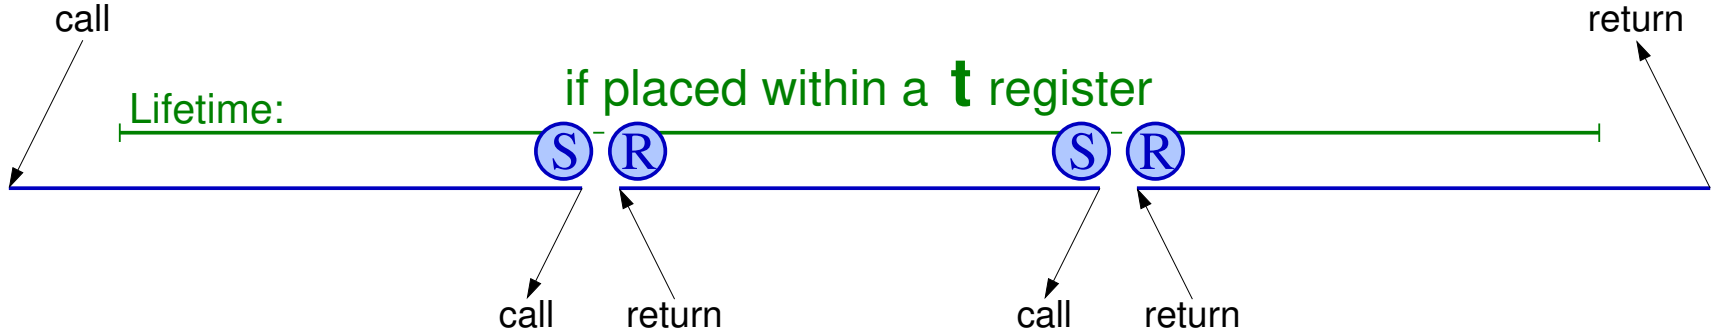 call
return
if placed within a t register
Lifetime:
S R S R
call return call return